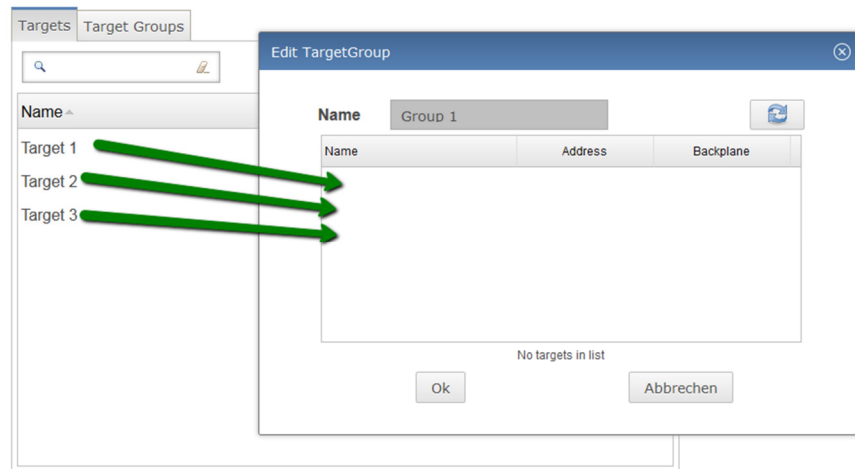 Targets Target Groups
Edit TargetGroup
Name
Name Group 1
Name Address Backplane
Target 1
Target 2
Target 3
No targets in list
Ok Abbrechen